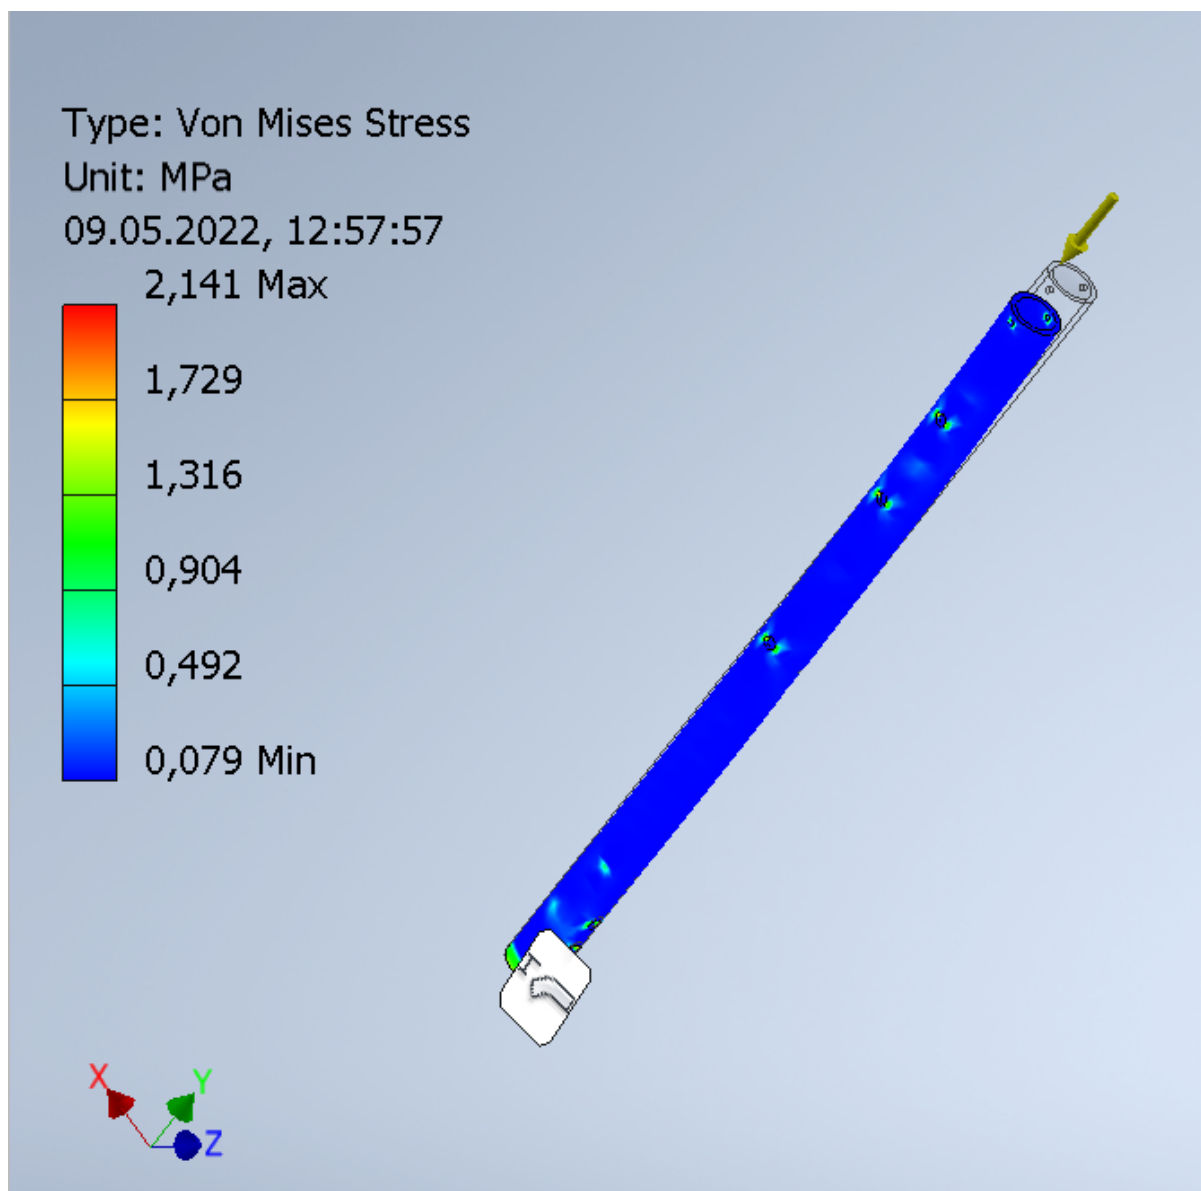 Type: Von Mises Stress
Unit: MPa
09.05.2022, 12:57:57
2,141 Max
1,729
1,316
0,904
0,492
0,079 Min
X
Y
Z